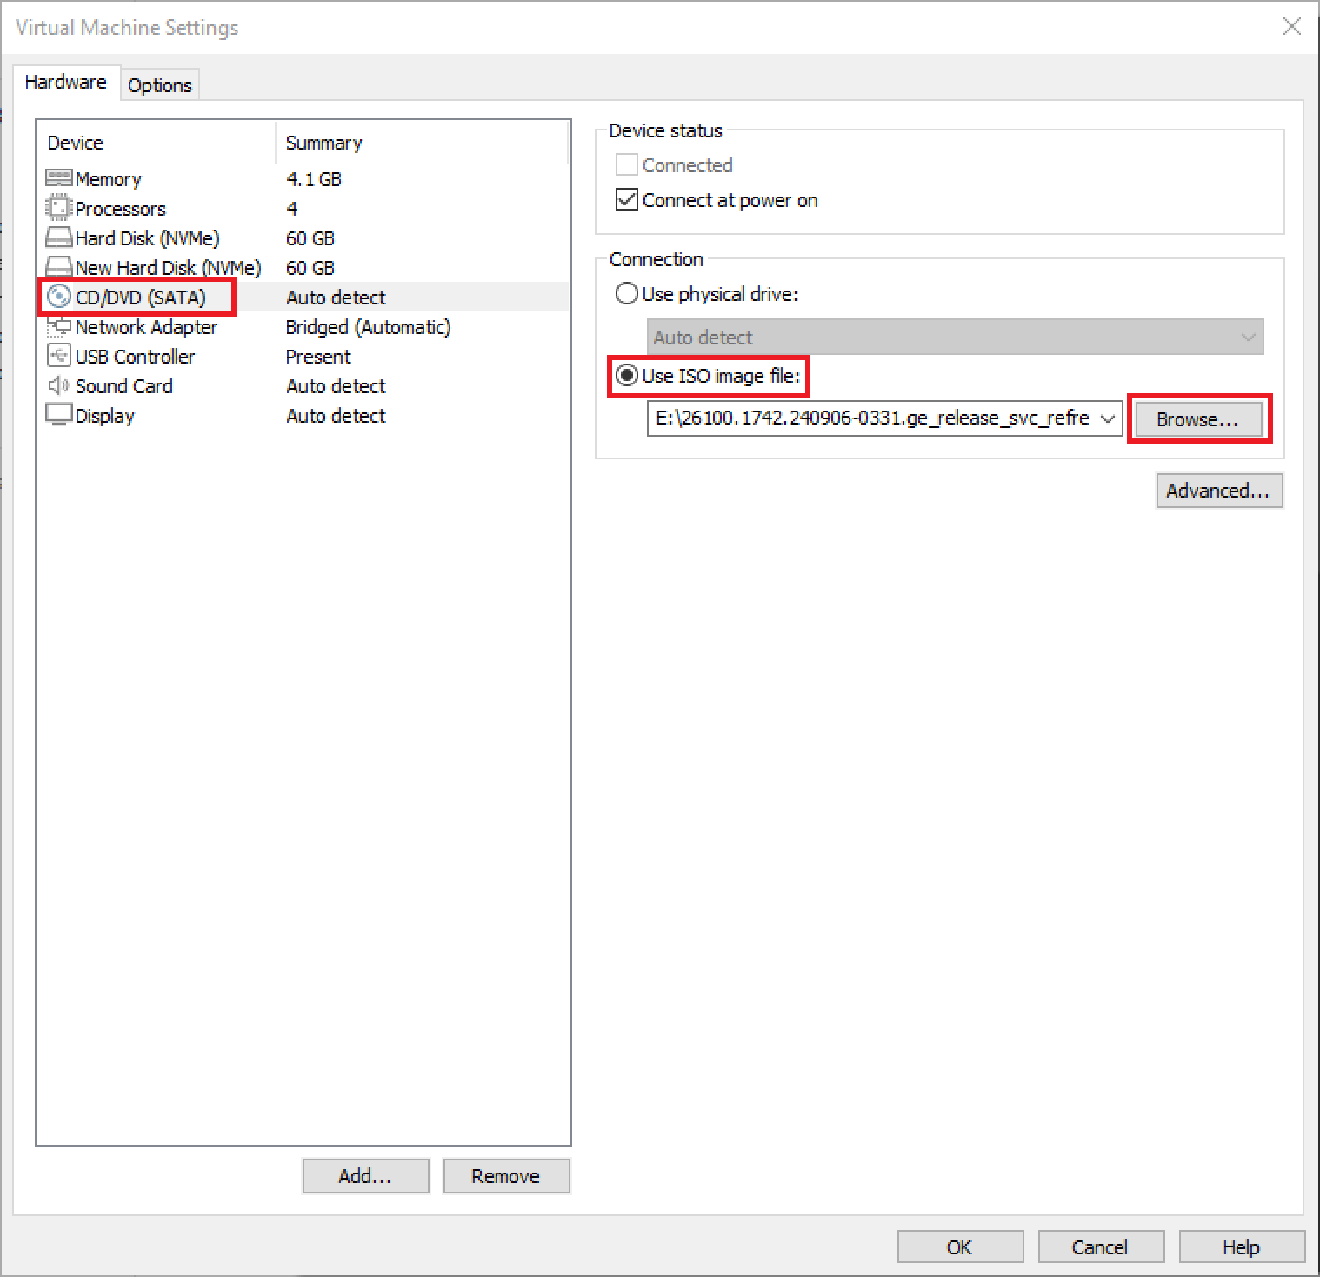 Virtual Machine Settings
Hardware
Options
Device Summary
Memory 4.1 GB
Processors 4
Hard Disk (NVMe) 60 GB
New Hard Disk (NVMe) 60 GB
CD/DVD (SATA) Auto detect
Network Adapter Bridged (Automatic)
USB Controller Present
Sound Card Auto detect
Display Auto detect
Add...
Remove
Device status
Connected
Connect at power on
Connection
Use physical drive:
Auto detect
Use ISO image file:
E:\26100.1742.240906-0331.ge_release_svc_refre
Browse...
Advanced...
OK
Cancel
Help